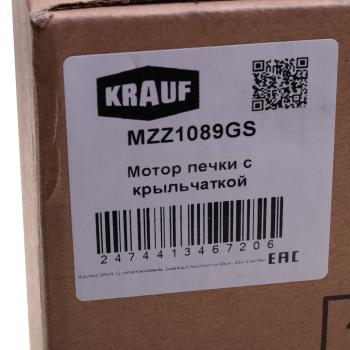 KRAUF
MZZ1089GS
Мотор печки с
крыльчаткой
2474413467206
EAC